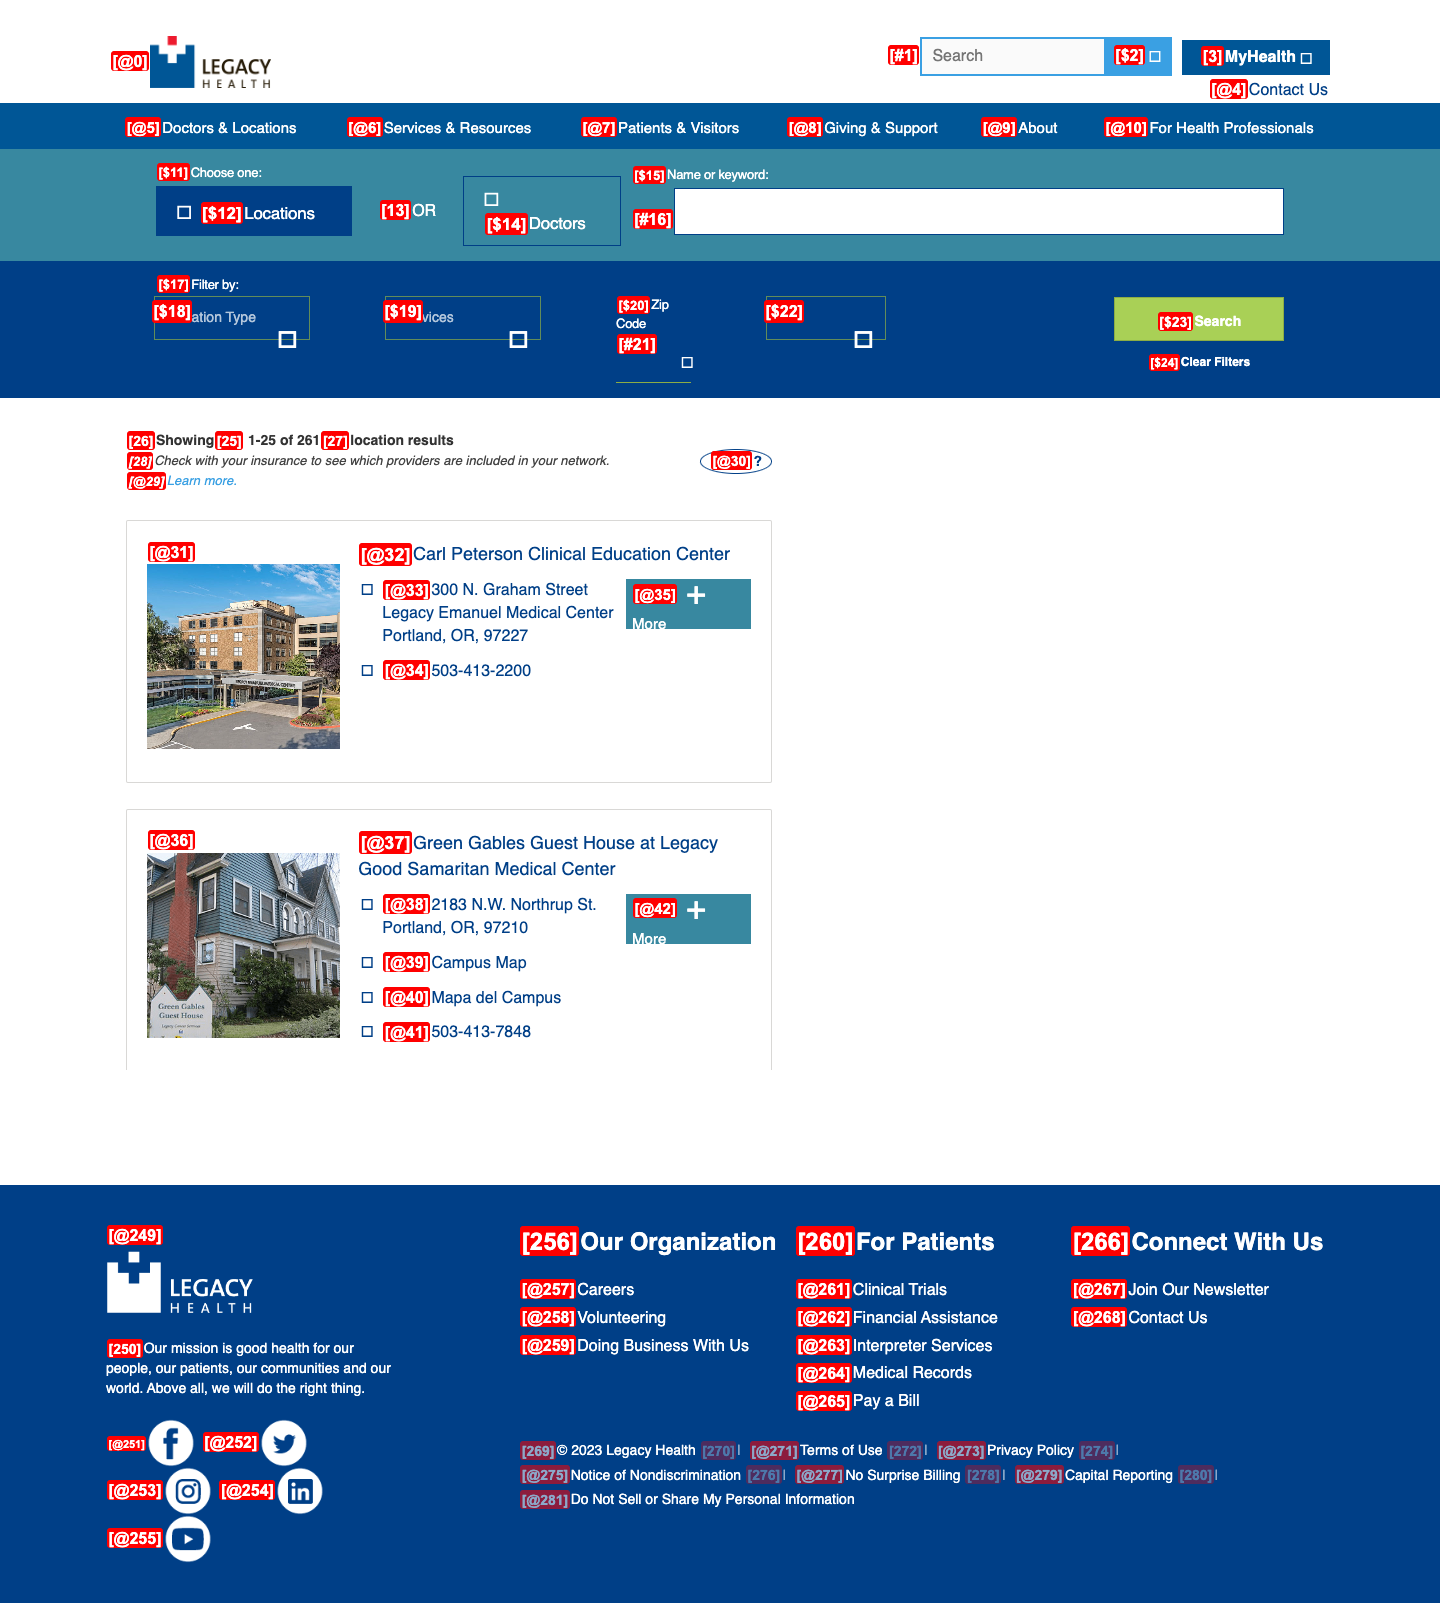 [@0] LEGACY
HEALTH
[#1] Search [$2]
[3] MyHealth
[@4] Contact Us
[@5] Doctors & Locations [@6] Services & Resources [@7] Patients & Visitors [@8] Giving & Support [@9] About [@10] For Health Professionals
[$11] Choose one:
[$12] Locations
[13] OR
[$14] Doctors
[$15] Name or keyword:
[#16]
[$17] Filter by:
[$18] ation Type
[$19] vices
[$20] Zip
Code
[#21]
[$22]
[$23] Search
[$24] Clear Filters
[26] Showing [25] 1-25 of 261 [27] location results
[28] Check with your insurance to see which providers are included in your network.
[@29] Learn more.
[@30] ?
[@31]
[@32] Carl Peterson Clinical Education Center
[@33] 300 N. Graham Street
Legacy Emanuel Medical Center
Portland, OR, 97227
[@34] 503-413-2200
[@35] +
More
[@36]
Green Gables
Guest House
[@37] Green Gables Guest House at Legacy
Good Samaritan Medical Center
[@38] 2183 N.W. Northrup St.
Portland, OR, 97210
[@39] Campus Map
[@40] Mapa del Campus
[@41] 503-413-7848
[@42] +
More
[@249]
LEGACY
HEALTH
[250] Our mission is good health for our
people, our patients, our communities and our
world. Above all, we will do the right thing.
[@251] [@252]
[@253] [@254]
[@255]
[256] Our Organization
[@257] Careers
[@258] Volunteering
[@259] Doing Business With Us
[260] For Patients
[@261] Clinical Trials
[@262] Financial Assistance
[@263] Interpreter Services
[@264] Medical Records
[@265] Pay a Bill
[266] Connect With Us
[@267] Join Our Newsletter
[@268] Contact Us
[269] © 2023 Legacy Health [270] | [@271] Terms of Use [272] | [@273] Privacy Policy [274] |
[@275] Notice of Nondiscrimination [276] | [@277] No Surprise Billing [278] | [@279] Capital Reporting [280] |
[@281] Do Not Sell or Share My Personal Information